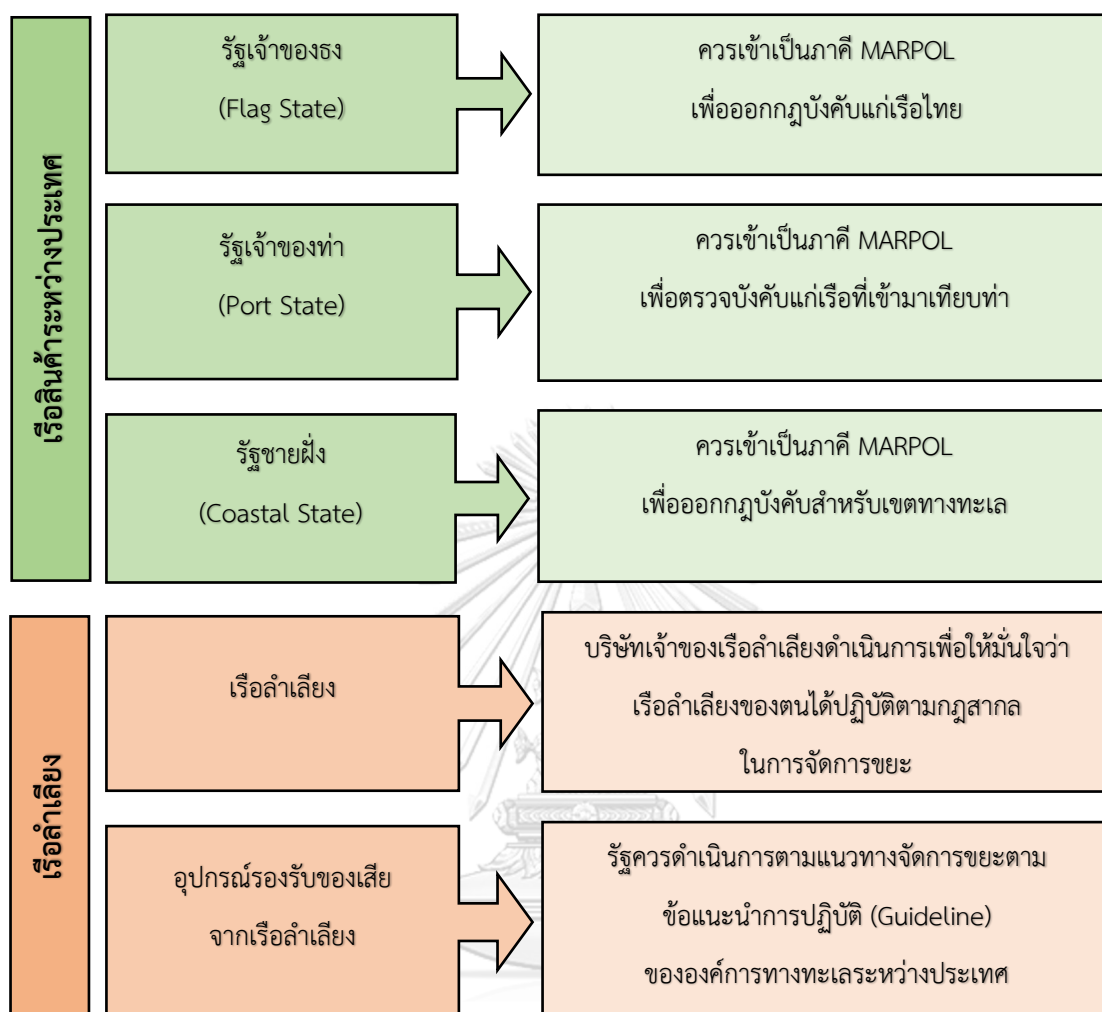 เรือสินค้าระหว่างประเทศ
รัฐเจ้าของธง
(Flag State)
ควรเข้าเป็นภาคี MARPOL
เพื่อออกกฎบังคับแก่เรือไทย
รัฐเจ้าของท่า
(Port State)
ควรเข้าเป็นภาคี MARPOL
เพื่อตรวจบังคับแก่เรือที่เข้ามาเทียบท่า
รัฐชายฝั่ง
(Coastal State)
ควรเข้าเป็นภาคี MARPOL
เพื่อออกกฎบังคับสำหรับเขตทางทะเล
เรือลำเลียง
เรือลำเลียง
บริษัทเจ้าของเรือลำเลียงดำเนินการเพื่อให้มั่นใจว่า
เรือลำเลียงของตนได้ปฏิบัติตามกฎสากล
ในการจัดการขยะ
อุปกรณ์รองรับของเสีย
จากเรือลำเลียง
รัฐควรดำเนินการตามแนวทางจัดการขยะตาม
ข้อแนะนำการปฏิบัติ (Guideline)
ขององค์การทางทะเลระหว่างประเทศ